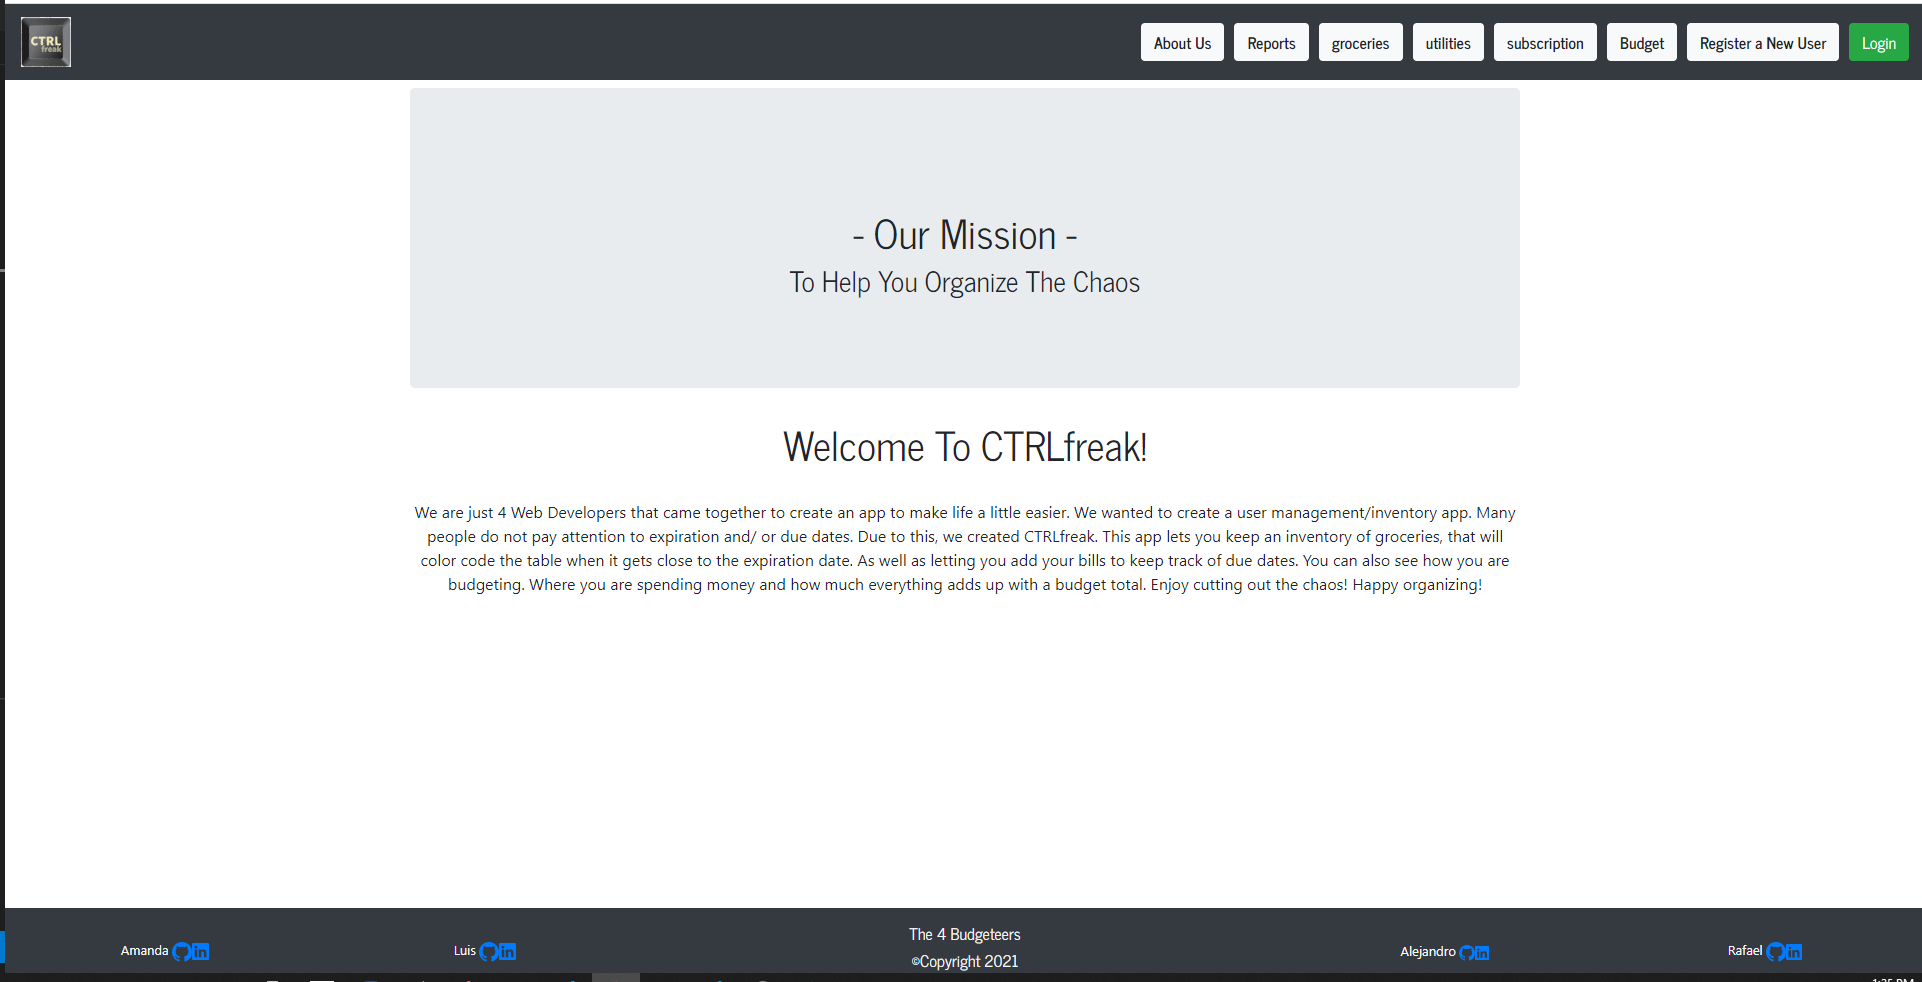 CTRL
freak
About Us
Reports
groceries
utilities
subscription
Budget
Register a New User
Login
- Our Mission -
To Help You Organize The Chaos
Welcome To CTRLfreak!
We are just 4 Web Developers that came together to create an app to make life a little easier. We wanted to create a user management/inventory app. Many
people do not pay attention to expiration and/ or due dates. Due to this, we created CTRLfreak. This app lets you keep an inventory of groceries, that will
color code the table when it gets close to the expiration date. As well as letting you add your bills to keep track of due dates. You can also see how you are
budgeting. Where you are spending money and how much everything adds up with a budget total. Enjoy cutting out the chaos! Happy organizing!
Amanda
Luis
The 4 Budgeteers
©Copyright 2021
Alejandro
Rafael